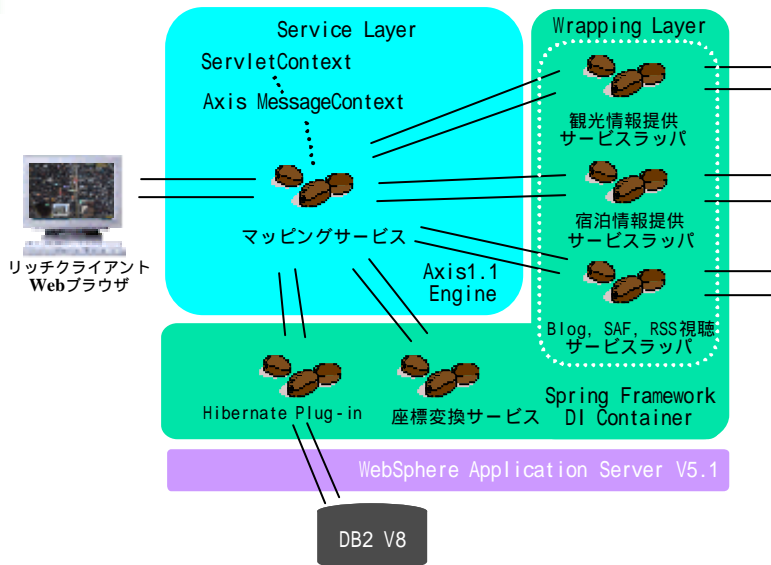 Service Layer
ServletContext
Axis MessageContext
マッピングサービス
Axis1.1
Engine
Wrapping Layer
観光情報提供
サービスラッパ
宿泊情報提供
サービスラッパ
Blog, SAF, RSS視聴
サービスラッパ
リッチクライアント
Webブラウザ
Hibernate Plug-in
座標変換サービス
Spring Framework
DI Container
WebSphere Application Server V5.1
DB2 V8